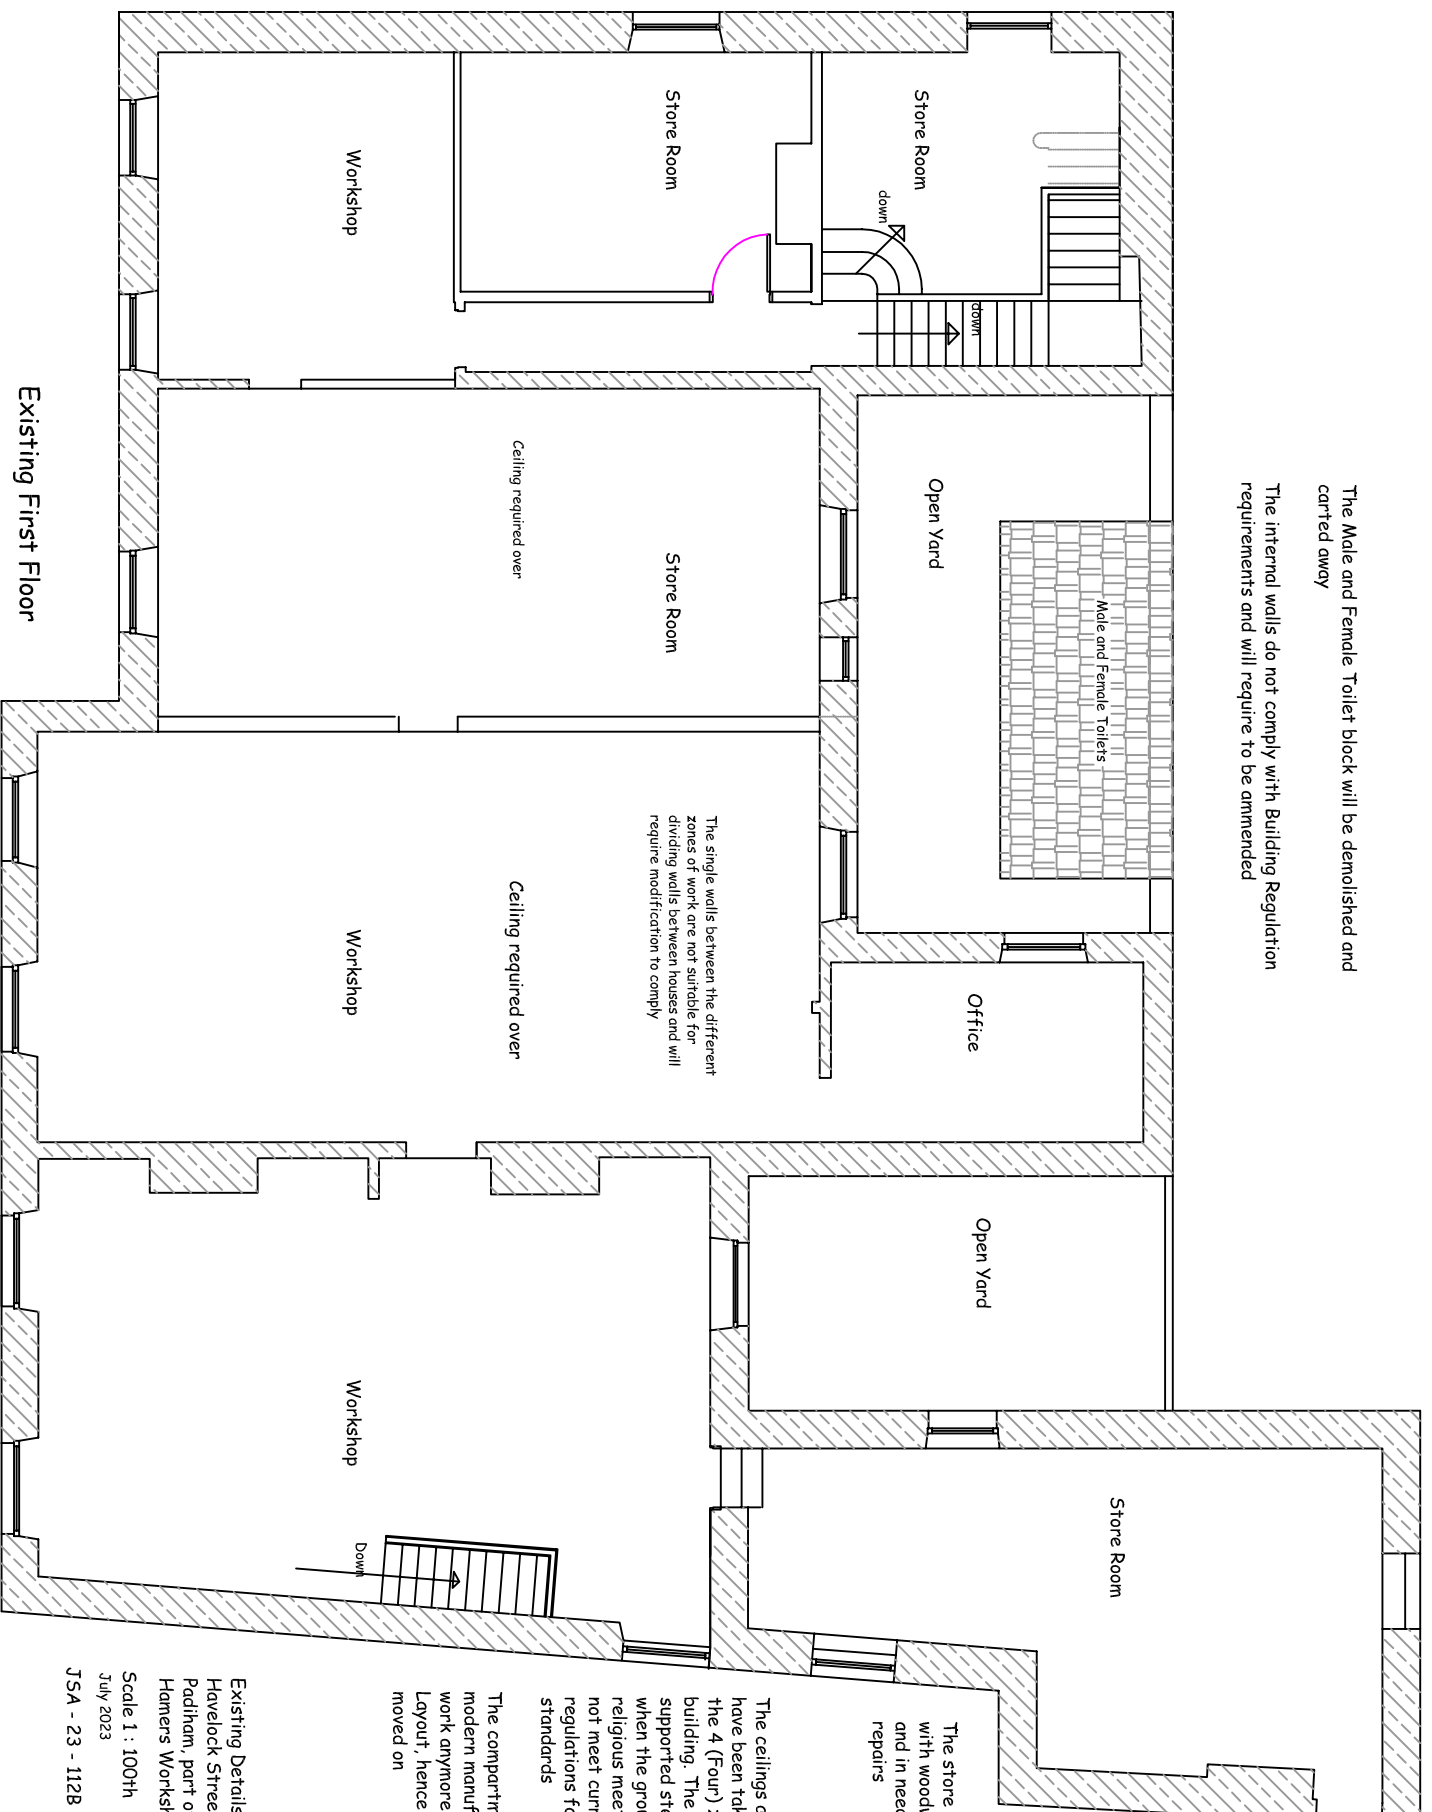 The Male and Female Toilet block will be demolished and
carted away
The internal walls do not comply with Building Regulation
requirements and will require to be ammended
Store Room
down
down
Store Room
Workshop
Open Yard
Male and Female Toilets
Store Room
Ceiling required over
The single walls between the different
zones of work are not suitable for
dividing walls between houses and will
require modification to comply
Office
Ceiling required over
Workshop
Open Yard
Store Room
Workshop
Down
Existing First Floor
The store
with woodw
and in need
repairs
The ceilings o
have been tak
the 4 (Four)
building. The
supported ste
when the grou
religious meet
not meet curr
regulations fo
standards
The compartm
modern manuf
work anymore
Layout, hence
moved on
Existing Details
Havelock Stree
Padiham, part o
Hamers Worksh
Scale 1 : 100th
July 2023
JSA - 23 - 112B